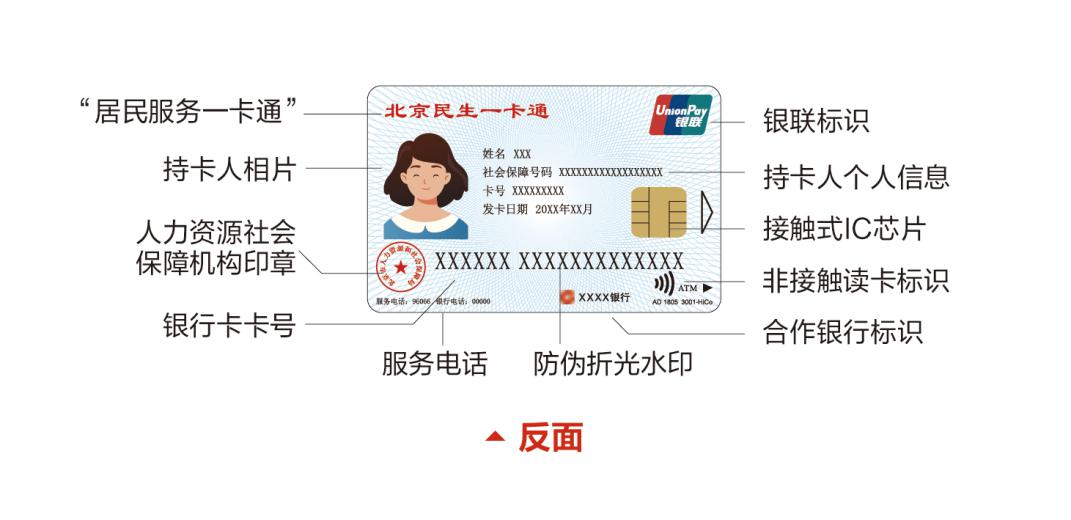 “居民服务一卡通”
持卡人相片
人力资源社会
保障机构印章
银行卡卡号
北京民生一卡通
UnionPay
银联
姓名 XXX
社会保障号码 XXXXXXXXXXXXXXXXXX
卡号 XXXXXXXXX
发卡日期 20XX年XX月
XXXXXX XXXXXXXXXXXXX
ATM
服务电话：96066 银行电话：00000
XXXX银行
AD 1805 3001-HiCo
银联标识
持卡人个人信息
接触式IC芯片
非接触读卡标识
合作银行标识
服务电话
防伪折光水印
反面